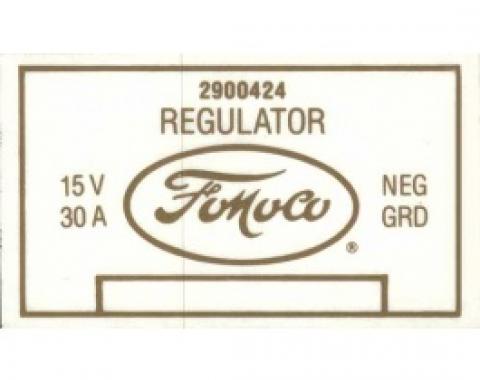 2900424
REGULATOR
15 V
30 A
FoMoCo
®
NEG
GRD